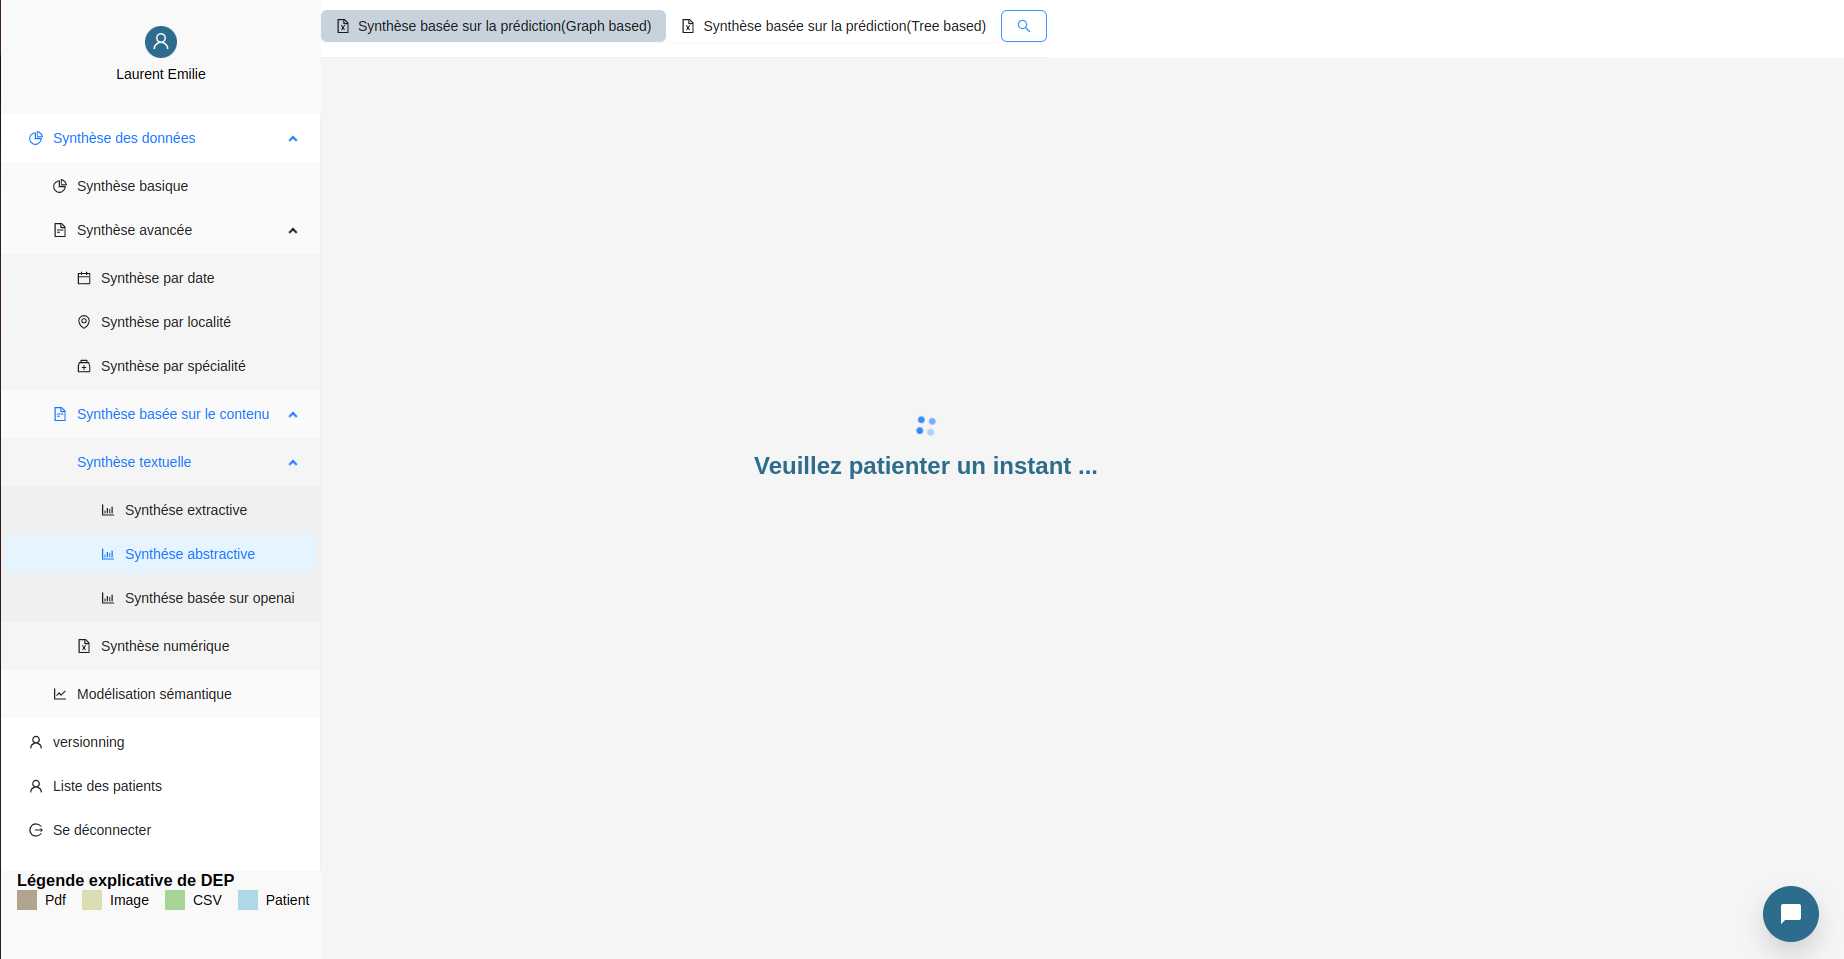 Laurent Emilie
Synthèse des données
Synthèse basique
Synthèse avancée
Synthèse par date
Synthèse par localité
Synthèse par spécialité
Synthèse basée sur le contenu
Synthèse textuelle
Synthése extractive
Synthése abstractive
Synthése basée sur openai
Synthèse numérique
Modélisation sémantique
versionning
Liste des patients
Se déconnecter
Légende explicative de DEP
Pdf Image CSV Patient
Synthèse basée sur la prédiction(Graph based) Synthèse basée sur la prédiction(Tree based)
Veuillez patienter un instant ...